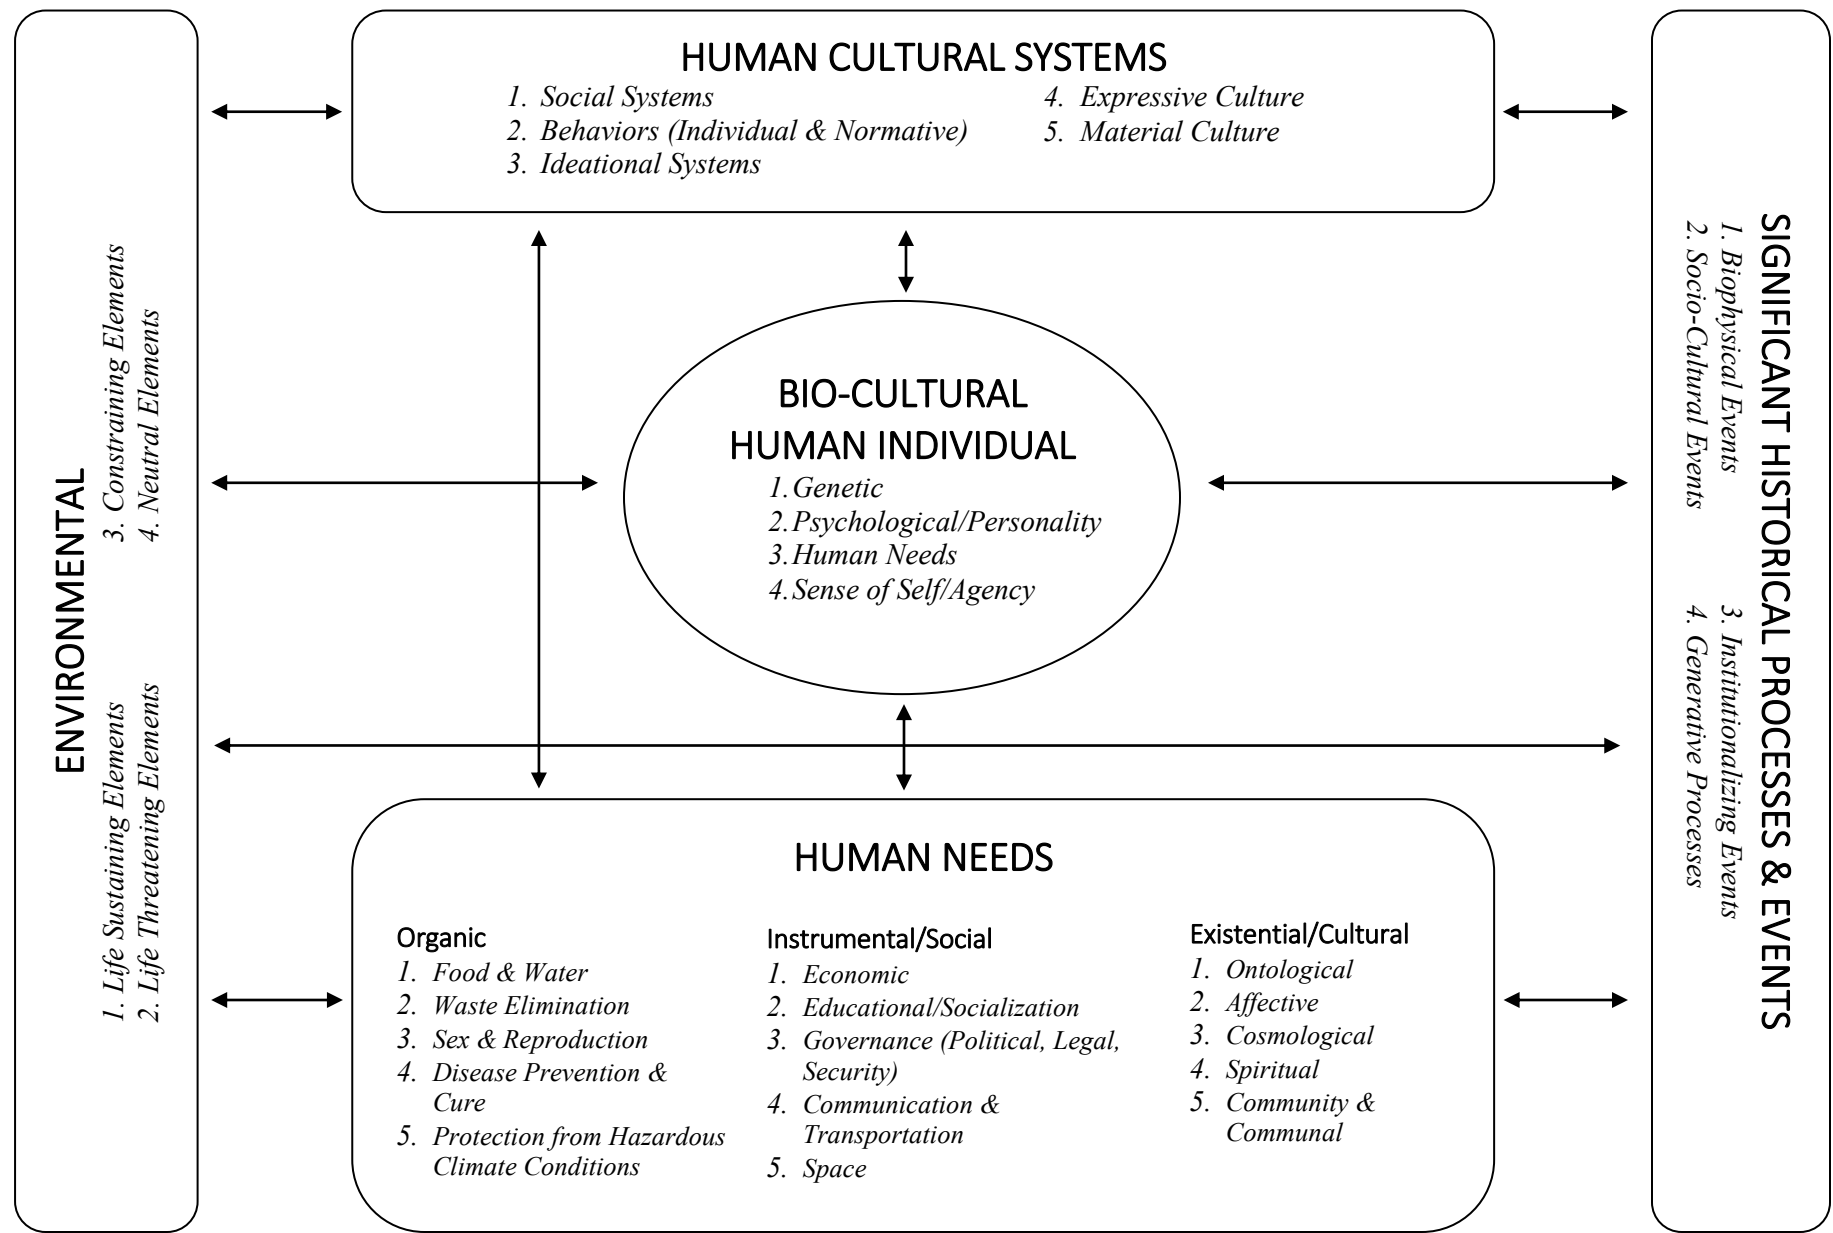 HUMAN CULTURAL SYSTEMS
1. Social Systems
2. Behaviors (Individual & Normative)
3. Ideational Systems
4. Expressive Culture
5. Material Culture
ENVIRONMENTAL
1. Life Sustaining Elements
2. Life Threatening Elements
3. Constraining Elements
4. Neutral Elements
BIO-CULTURAL
HUMAN INDIVIDUAL
1. Genetic
2. Psychological/Personality
3. Human Needs
4. Sense of Self/Agency
SIGNIFICANT HISTORICAL PROCESSES & EVENTS
1. Biophysical Events
2. Socio-Cultural Events
3. Institutionalizing Events
4. Generative Processes
HUMAN NEEDS
Organic
1. Food & Water
2. Waste Elimination
3. Sex & Reproduction
4. Disease Prevention &
Cure
5. Protection from Hazardous
Climate Conditions
Instrumental/Social
1. Economic
2. Educational/Socialization
3. Governance (Political, Legal,
Security)
4. Communication &
Transportation
5. Space
Existential/Cultural
1. Ontological
2. Affective
3. Cosmological
4. Spiritual
5. Community &
Communal